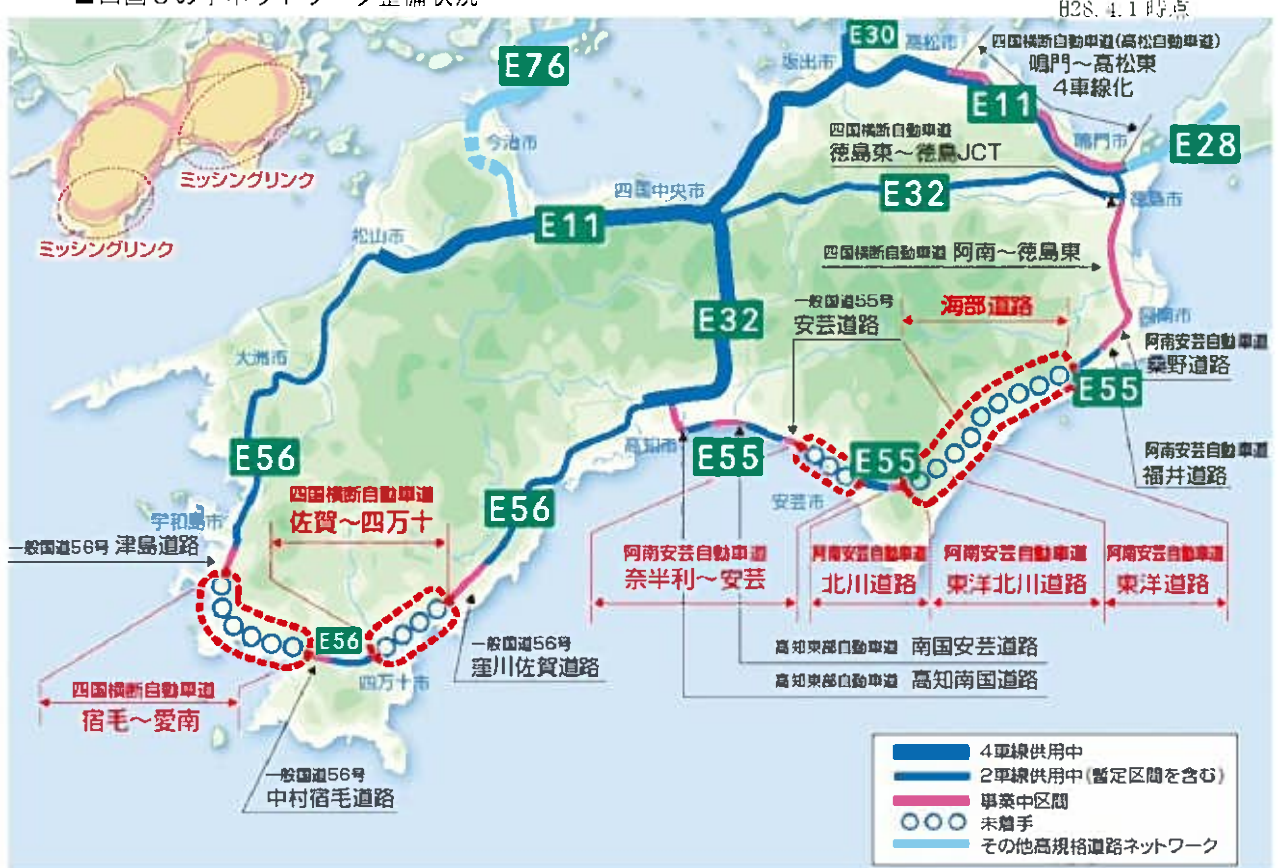 ■四国8の字ネットワーク整備状況
H28.4.1時点
E30
高松市
四国横断自動車道(高松自動車道)
鳴門～高松東
4車線化
坂出市
E76
E11
鳴門市
E28
今治市
四国横断自動車道
徳島東～徳島JCT
ミッシングリンク
四国中央市
E32
徳島市
E11
松山市
ミッシングリンク
四国横断自動車道 阿南～徳島東
一般国道55号
安芸道路
海部道路
E32
阿南市
阿南安芸自動車道
桑野道路
大洲市
E55
高知市
E55
E55
阿南安芸自動車道
福井道路
E56
四国横断自動車道
佐賀～四万十
E56
安芸市
宇和島市
一般国道56号 津島道路
阿南安芸自動車道
奈半利～安芸
阿南安芸自動車道
北川道路
阿南安芸自動車道
東洋北川道路
阿南安芸自動車道
東洋道路
E56
一般国道56号
窪川佐賀道路
高知東部自動車道 南国安芸道路
高知東部自動車道 高知南国道路
四万十市
四国横断自動車道
宿毛～愛南
一般国道56号
中村宿毛道路
4車線供用中
2車線供用中(暫定区間を含む)
事業中区間
未着手
その他高規格道路ネットワーク